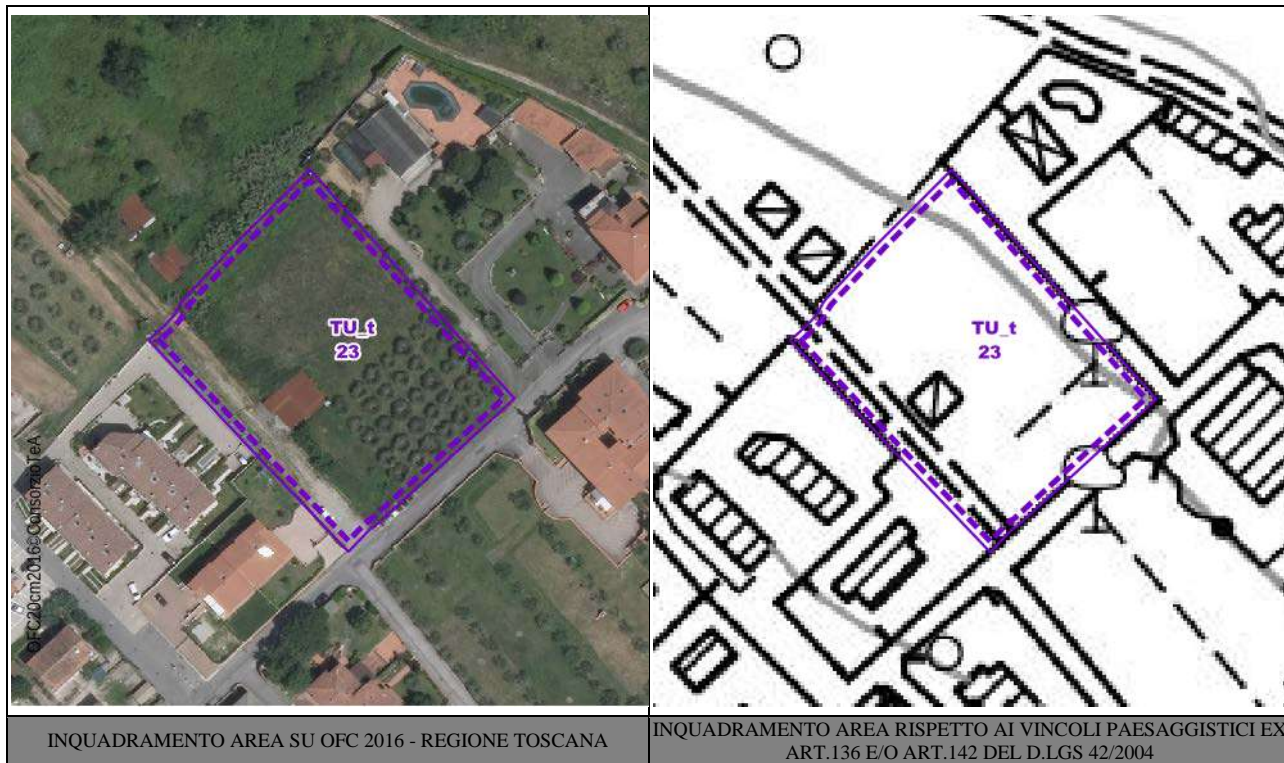 TU_t
23
OFC20cm2016©ConsorzioTeA
TU_t
23
INQUADRAMENTO AREA SU OFC 2016 - REGIONE TOSCANA
INQUADRAMENTO AREA RISPETTO AI VINCOLI PAESAGGISTICI EX
ART.136 E/O ART.142 DEL D.LGS 42/2004